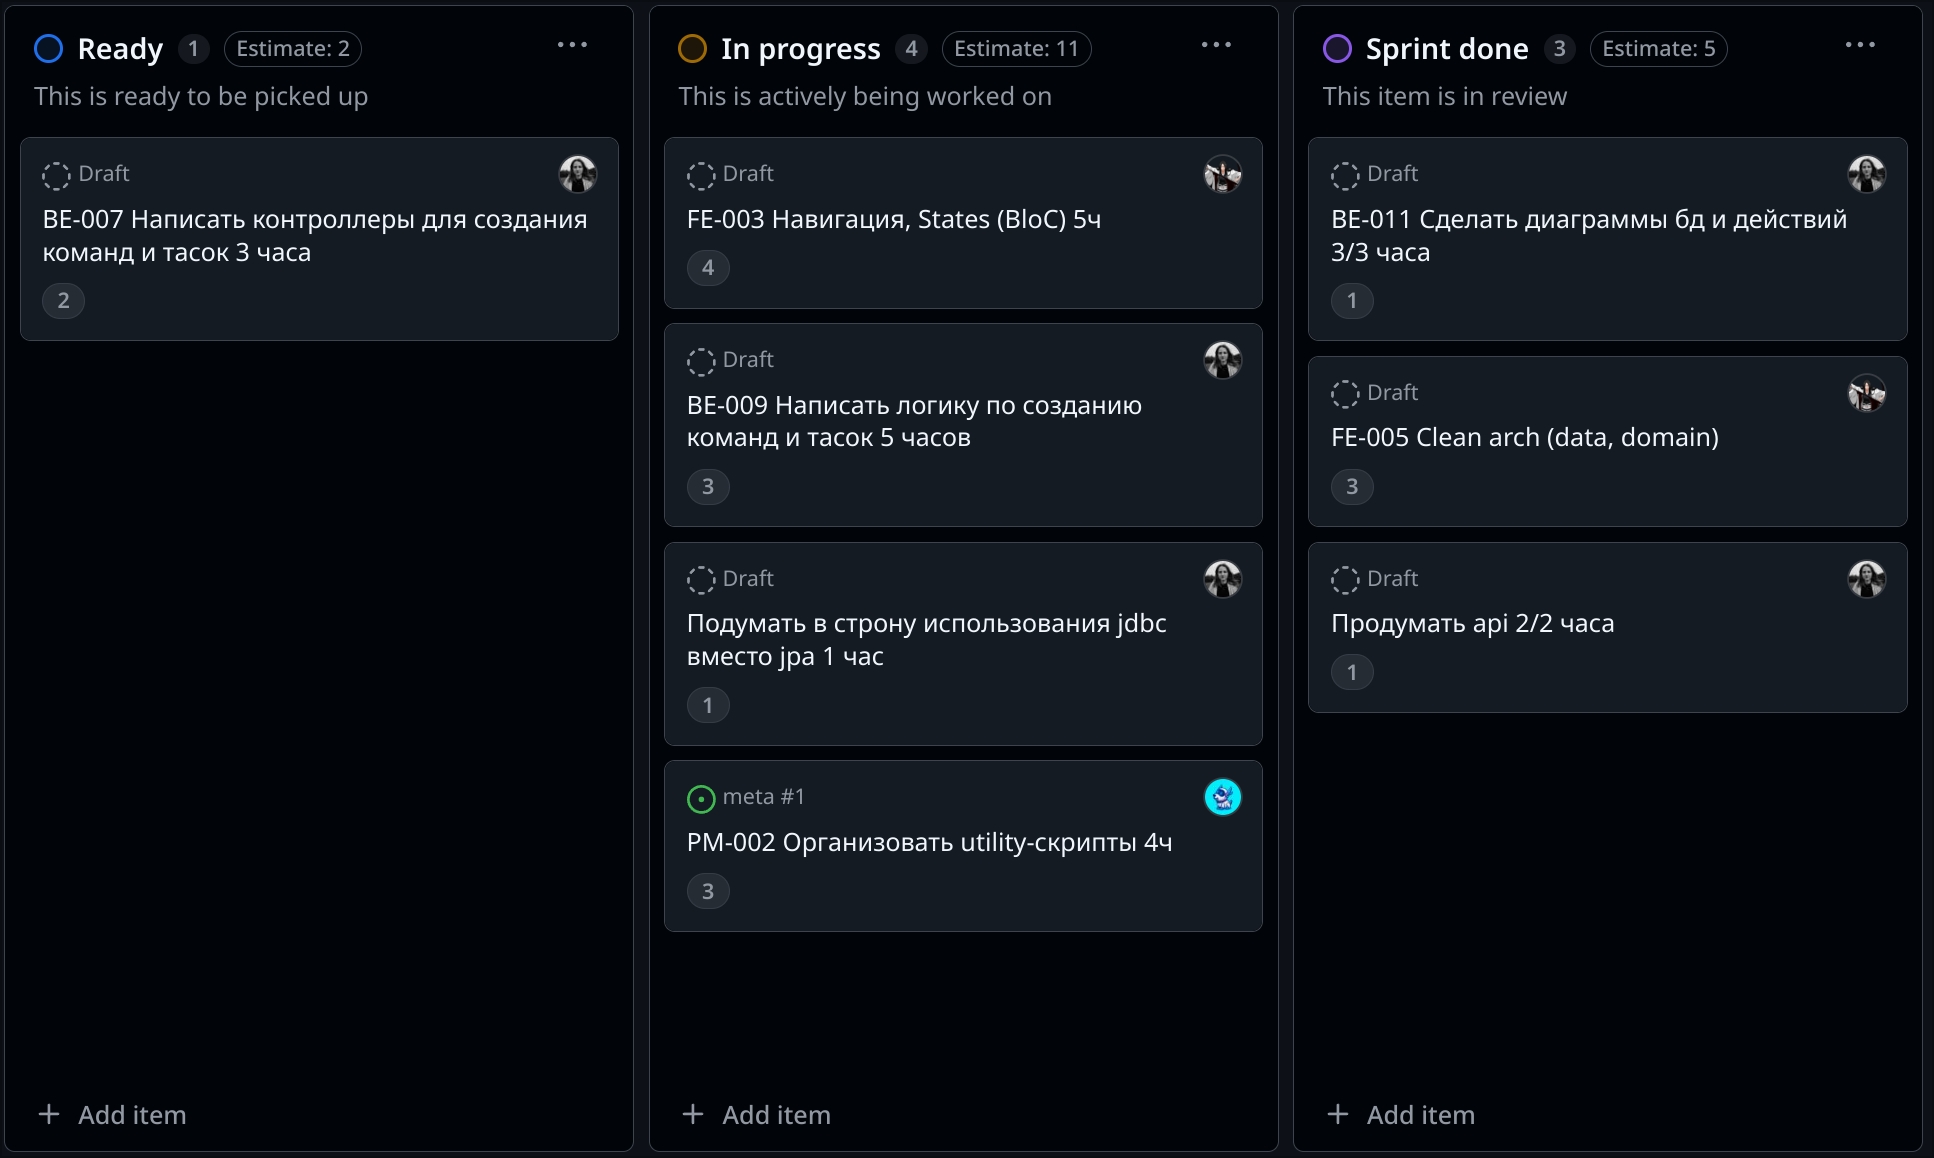 Ready 1 Estimate: 2 ...
This is ready to be picked up
Draft
BE-007 Написать контроллеры для создания
команд и тасок 3 часа
2
+ Add item
In progress 4 Estimate: 11 ...
This is actively being worked on
Draft
FE-003 Навигация, States (BloC) 5ч
4
Draft
BE-009 Написать логику по созданию
команд и тасок 5 часов
3
Draft
Подумать в строну использования jdbc
вместо jpa 1 час
1
meta #1
PM-002 Организовать utility-скрипты 4ч
3
+ Add item
Sprint done 3 Estimate: 5 ...
This item is in review
Draft
BE-011 Сделать диаграммы бд и действий
3/3 часа
1
Draft
FE-005 Clean arch (data, domain)
3
Draft
Продумать api 2/2 часа
1
+ Add item